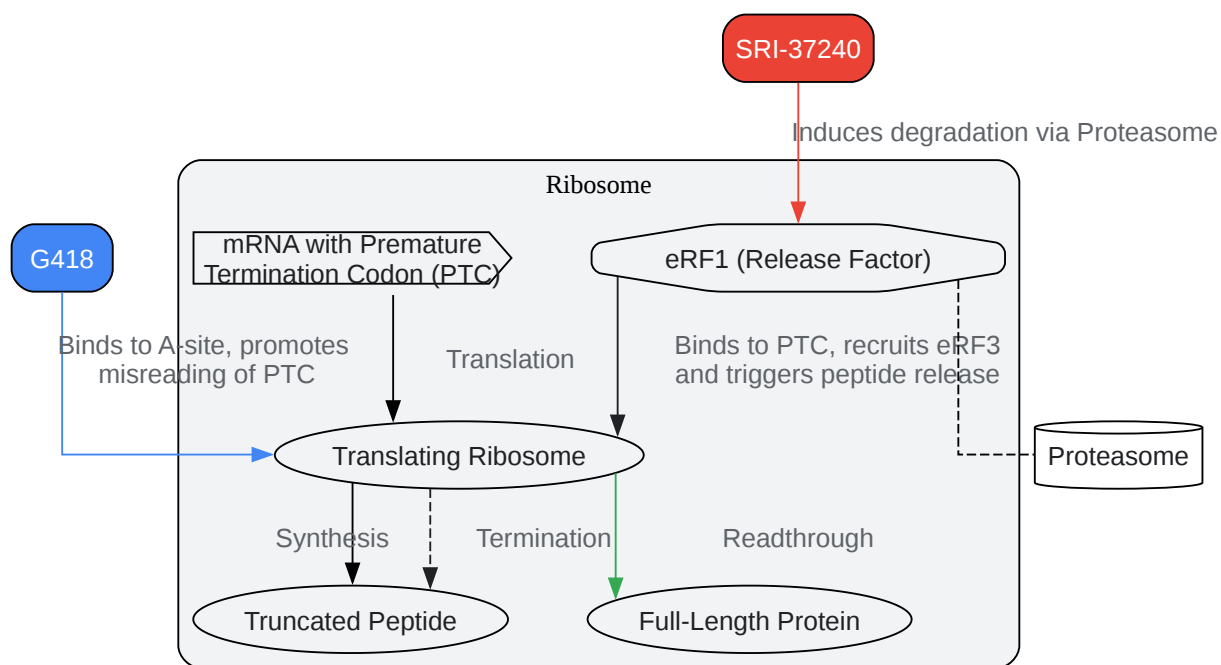 SRI-37240
Induces degradation via Proteasome
Ribosome
G418
mRNA with Premature
Termination Codon (PTC)
eRF1 (Release Factor)
Binds to A-site, promotes
misreading of PTC
Translation
Binds to PTC, recruits eRF3
and triggers peptide release
Translating Ribosome
Proteasome
Synthesis
Termination
Readthrough
Truncated Peptide
Full-Length Protein